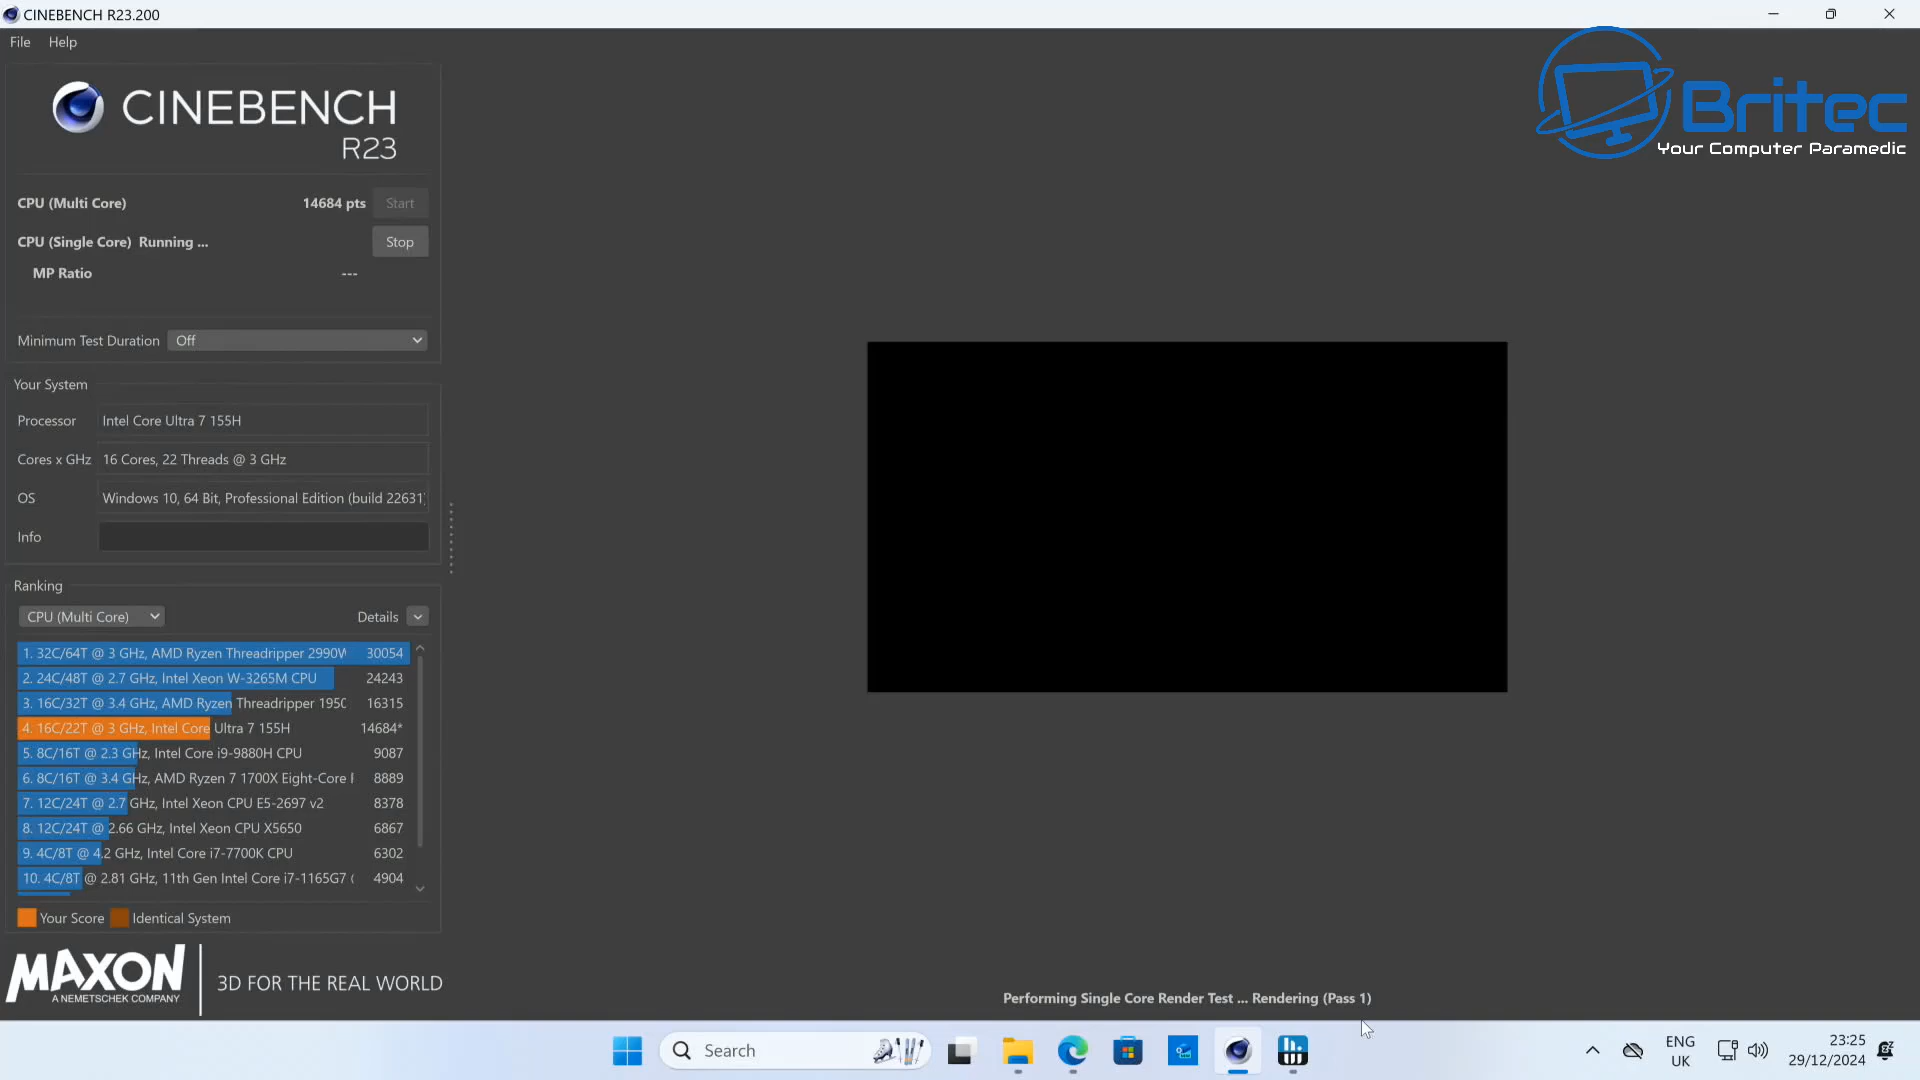 CINEBENCH R23.200
File Help
Britec
Your Computer Paramedic
CINEBENCH
R23
CPU (Multi Core) 14684 pts Start
CPU (Single Core) Running ... Stop
MP Ratio ---
Minimum Test Duration Off
Your System
Processor Intel Core Ultra 7 155H
Cores x GHz 16 Cores, 22 Threads @ 3 GHz
OS Windows 10, 64 Bit, Professional Edition (build 22631)
Info
Ranking
CPU (Multi Core) Details
1. 32C/64T @ 3 GHz, AMD Ryzen Threadripper 2990W 30054
2. 24C/48T @ 2.7 GHz, Intel Xeon W-3265M CPU 24243
3. 16C/32T @ 3.4 GHz, AMD Ryzen Threadripper 1950 16315
4. 16C/22T @ 3 GHz, Intel Core Ultra 7 155H 14684*
5. 8C/16T @ 2.3 GHz, Intel Core i9-9880H CPU 9087
6. 8C/16T @ 3.4 GHz, AMD Ryzen 7 1700X Eight-Core 8889
7. 12C/24T @ 2.7 GHz, Intel Xeon CPU E5-2697 v2 8378
8. 12C/24T @ 2.66 GHz, Intel Xeon CPU X5650 6867
9. 4C/8T @ 4.2 GHz, Intel Core i7-7700K CPU 6302
10. 4C/8T @ 2.81 GHz, 11th Gen Intel Core i7-1165G7 4904
Your Score Identical System
MAXON
A NEMETSCHEK COMPANY
3D FOR THE REAL WORLD
Performing Single Core Render Test ... Rendering (Pass 1)
Search
ENG
UK
23:25
29/12/2024